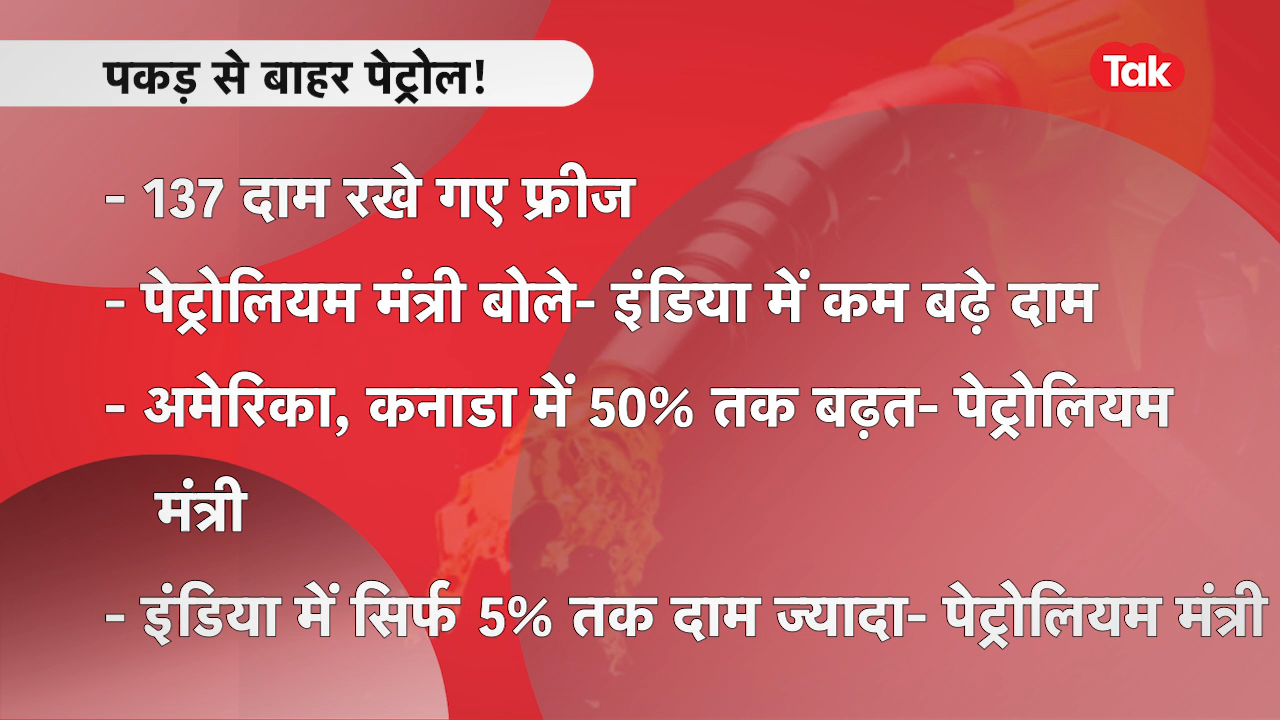 पकड़ से बाहर पेट्रोल!
Tak
- 137 दाम रखे गए फ्रीज
- पेट्रोलियम मंत्री बोले- इंडिया में कम बढ़े दाम
- अमेरिका, कनाडा में 50% तक बढ़त- पेट्रोलियम
मंत्री
- इंडिया में सिर्फ 5% तक दाम ज्यादा- पेट्रोलियम मंत्री